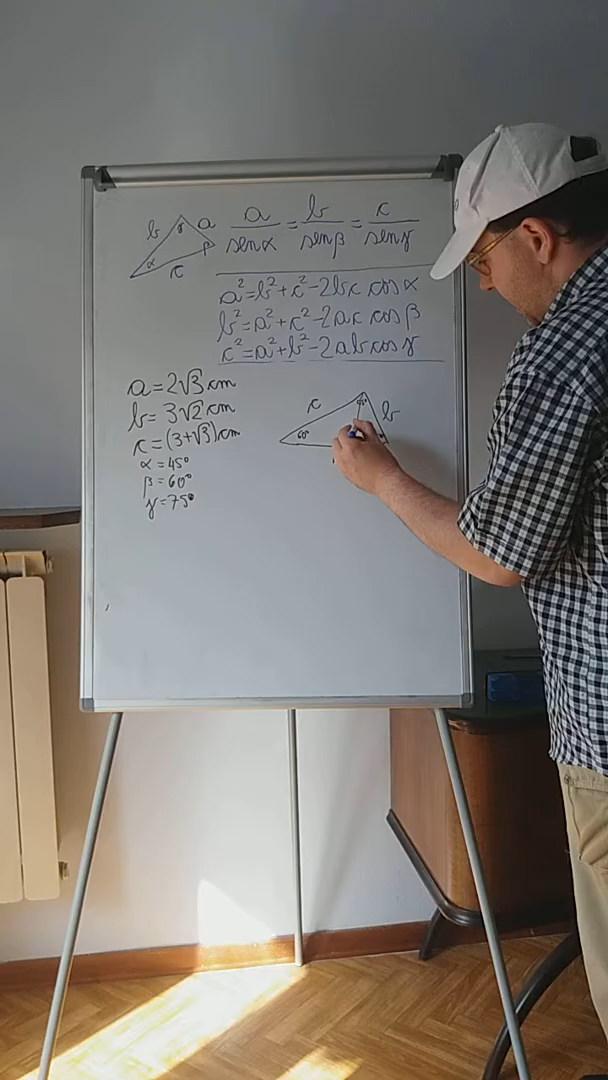 b γ a
α β
c
a/senα = b/senβ = c/senγ
a² = b² + c² - 2bc cos α
b² = a² + c² - 2ac cos β
c² = a² + b² - 2ab cos γ
a = 2√3 cm
b = 3√2 cm
c = (3+√3) cm
α = 45°
β = 60°
γ = 75°
c b
60°